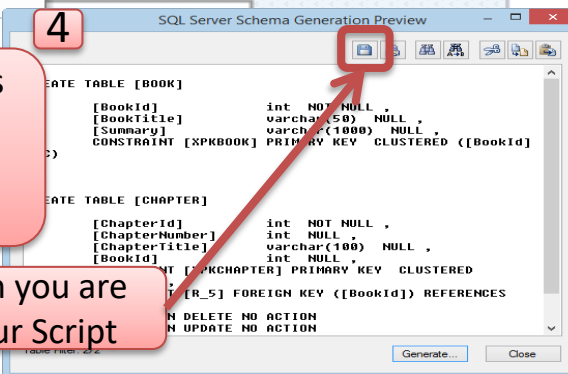 4
SQL Server Schema Generation Preview
s
EATE TABLE [BOOK]
[BookId] int NOT NULL ,
[BookTitle] varchar(50) NULL ,
[Summary] varchar(1000) NULL ,
CONSTRAINT [XPKBOOK] PRIMARY KEY CLUSTERED ([BookId]
C)
EATE TABLE [CHAPTER]
[ChapterId] int NOT NULL ,
[ChapterNumber] int NULL ,
[ChapterTitle] varchar(100) NULL ,
[BookId] int NULL ,
NT [XPKCHAPTER] PRIMARY KEY CLUSTERED
,
T [R_5] FOREIGN KEY ([BookId]) REFERENCES
N DELETE NO ACTION
N UPDATE NO ACTION
n you are
ur Script
Table Filter: 2/2
Generate...
Close